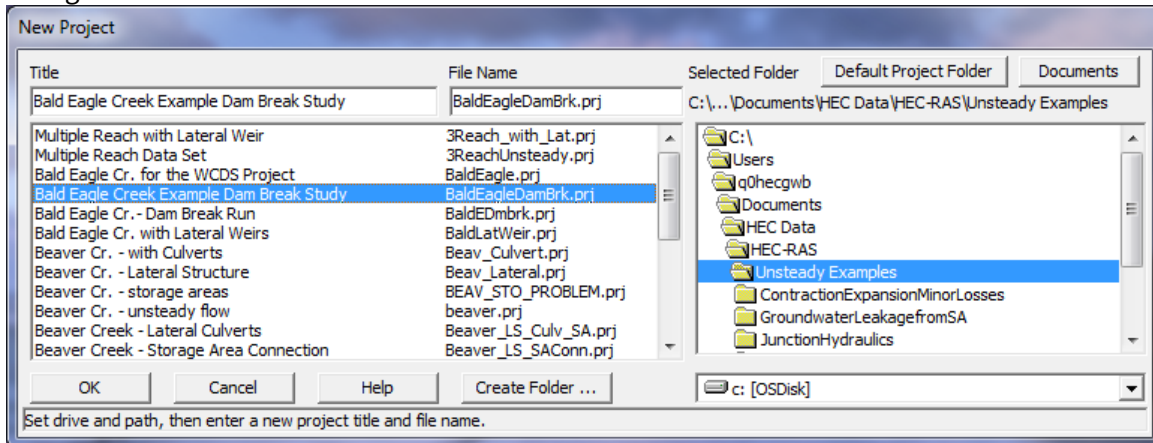 New Project
Title
File Name
Selected Folder
Default Project Folder
Documents
Bald Eagle Creek Example Dam Break Study
BaldEagleDamBrk.prj
C:\...\Documents\HEC Data\HEC-RAS\Unsteady Examples
Multiple Reach with Lateral Weir 3Reach_with_Lat.prj
Multiple Reach Data Set 3ReachUnsteady.prj
Bald Eagle Cr. for the WCDS Project BaldEagle.prj
Bald Eagle Creek Example Dam Break Study BaldEagleDamBrk.prj
Bald Eagle Cr.- Dam Break Run BaldEDmbrk.prj
Bald Eagle Cr. with Lateral Weirs BaldLatWeir.prj
Beaver Cr. - with Culverts Beav_Culvert.prj
Beaver Cr. - Lateral Structure Beav_Lateral.prj
Beaver Cr. - storage areas BEAV_STO_PROBLEM.prj
Beaver Cr. - unsteady flow beaver.prj
Beaver Creek - Lateral Culverts Beaver_LS_Culv_SA.prj
Beaver Creek - Storage Area Connection Beaver_LS_SAConn.prj
C:\
Users
q0hecgwb
Documents
HEC Data
HEC-RAS
Unsteady Examples
ContractionExpansionMinorLosses
GroundwaterLeakagefromSA
JunctionHydraulics
OK
Cancel
Help
Create Folder ...
c: [OSDisk]
Set drive and path, then enter a new project title and file name.